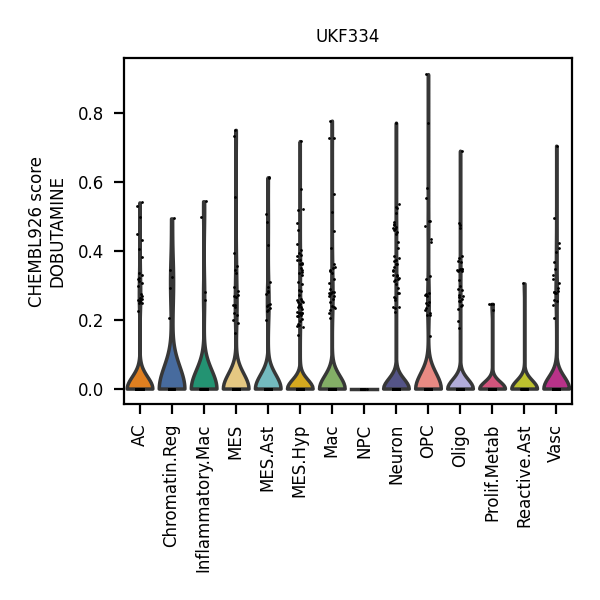 UKF334
CHEMBL926 score
DOBUTAMINE
0.8
0.6
0.4
0.2
0.0
AC
Chromatin.Reg
Inflammatory.Mac
MES
MES.Ast
MES.Hyp
Mac
NPC
Neuron
OPC
Oligo
Prolif.Metab
Reactive.Ast
Vasc